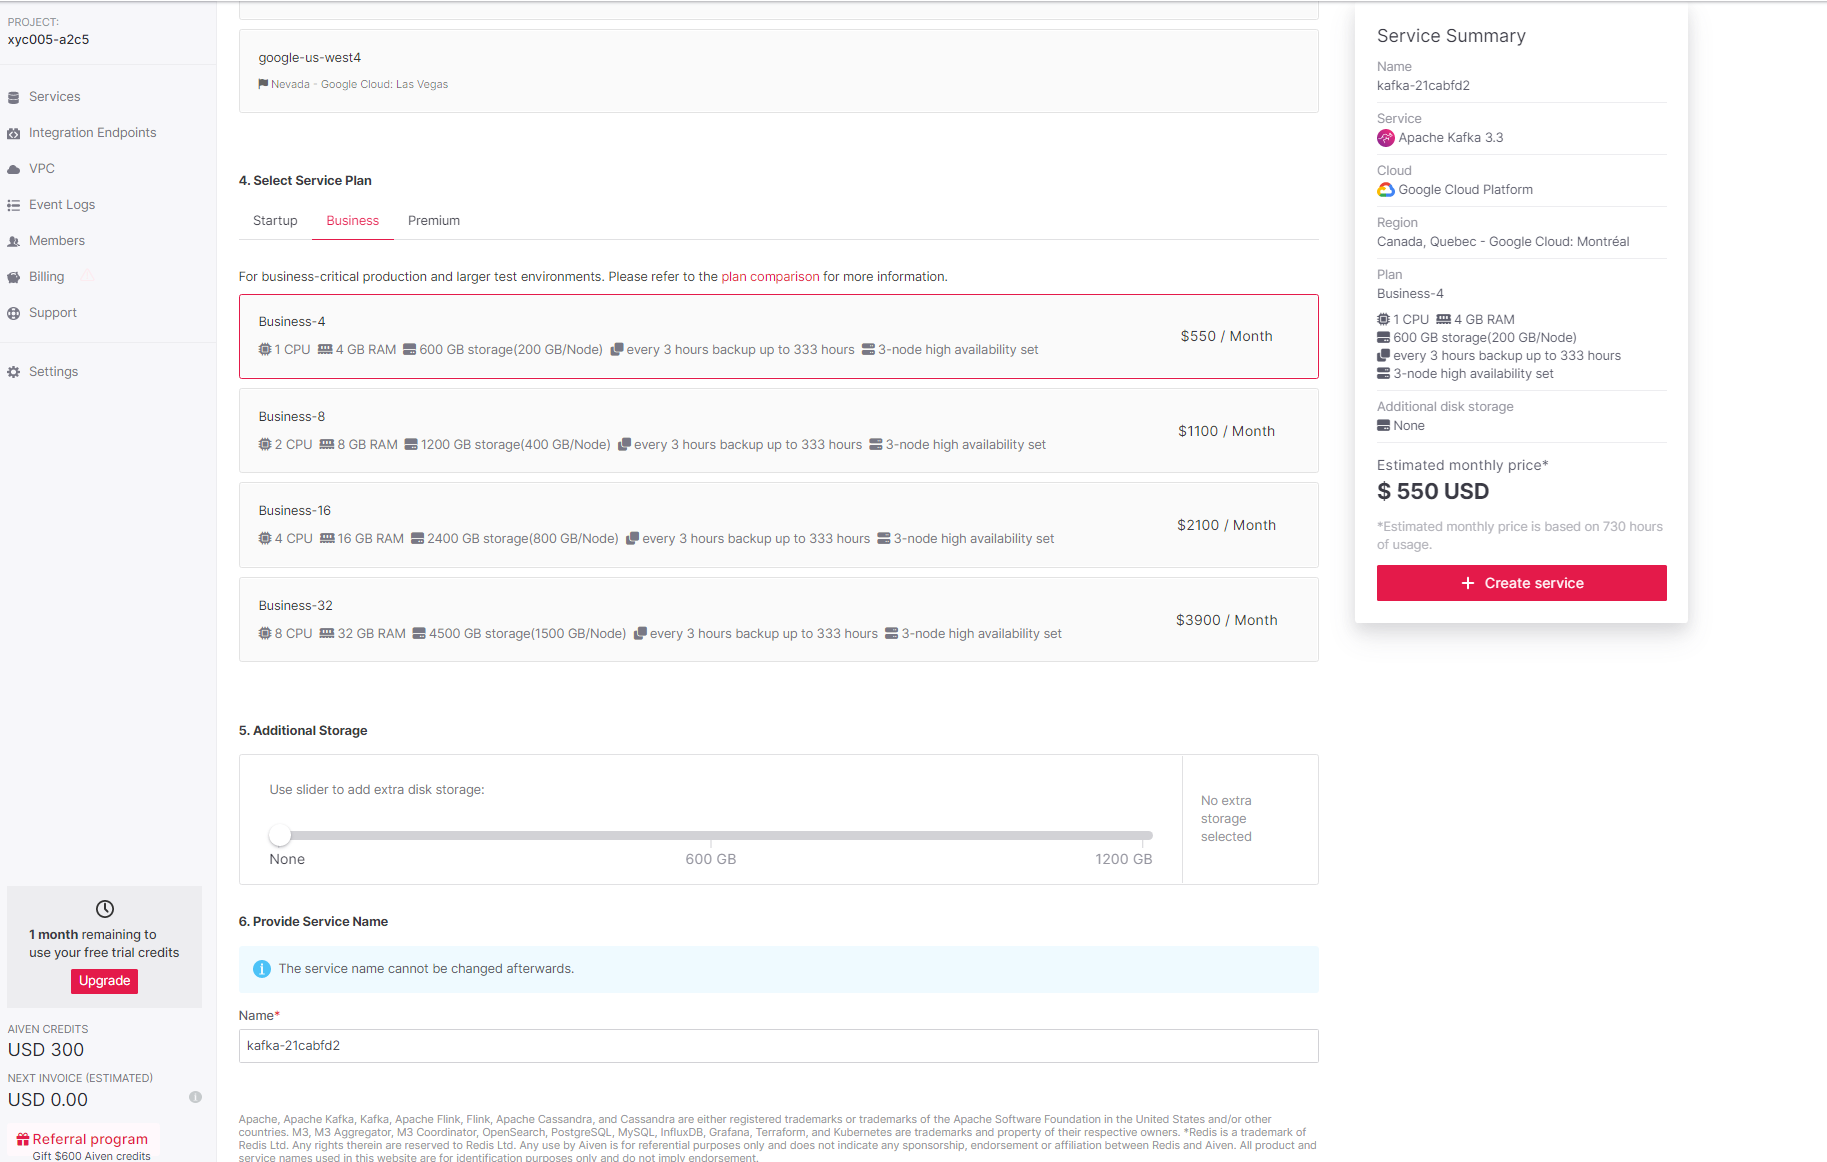 PROJECT:
xyc005-a2c5
Services
Integration Endpoints
VPC
Event Logs
Members
Billing
Support
Settings
1 month remaining to
use your free trial credits
Upgrade
AIVEN CREDITS
USD 300
NEXT INVOICE (ESTIMATED)
USD 0.00
Referral program
Gift $600 Aiven credits
google-us-west4
Nevada - Google Cloud: Las Vegas
4. Select Service Plan
Startup Business Premium
For business-critical production and larger test environments. Please refer to the plan comparison for more information.
Business-4
1 CPU 4 GB RAM 600 GB storage(200 GB/Node) every 3 hours backup up to 333 hours 3-node high availability set
$550 / Month
Business-8
2 CPU 8 GB RAM 1200 GB storage(400 GB/Node) every 3 hours backup up to 333 hours 3-node high availability set
$1100 / Month
Business-16
4 CPU 16 GB RAM 2400 GB storage(800 GB/Node) every 3 hours backup up to 333 hours 3-node high availability set
$2100 / Month
Business-32
8 CPU 32 GB RAM 4500 GB storage(1500 GB/Node) every 3 hours backup up to 333 hours 3-node high availability set
$3900 / Month
5. Additional Storage
Use slider to add extra disk storage:
None 600 GB 1200 GB
No extra
storage
selected
6. Provide Service Name
The service name cannot be changed afterwards.
Name*
kafka-21cabfd2
Apache, Apache Kafka, Kafka, Apache Flink, Flink, Apache Cassandra, and Cassandra are either registered trademarks or trademarks of the Apache Software Foundation in the United States and/or other
countries. M3, M3 Aggregator, M3 Coordinator, OpenSearch, PostgreSQL, MySQL, InfluxDB, Grafana, Terraform, and Kubernetes are trademarks and property of their respective owners. *Redis is a trademark of
Redis Ltd. Any rights therein are reserved to Redis Ltd. Any use by Aiven is for referential purposes only and does not indicate any sponsorship, endorsement or affiliation between Redis and Aiven. All product and
service names used in this website are for identification purposes only and do not imply endorsement.
Service Summary
Name
kafka-21cabfd2
Service
Apache Kafka 3.3
Cloud
Google Cloud Platform
Region
Canada, Quebec - Google Cloud: Montréal
Plan
Business-4
1 CPU 4 GB RAM
600 GB storage(200 GB/Node)
every 3 hours backup up to 333 hours
3-node high availability set
Additional disk storage
None
Estimated monthly price*
$ 550 USD
*Estimated monthly price is based on 730 hours
of usage.
+ Create service